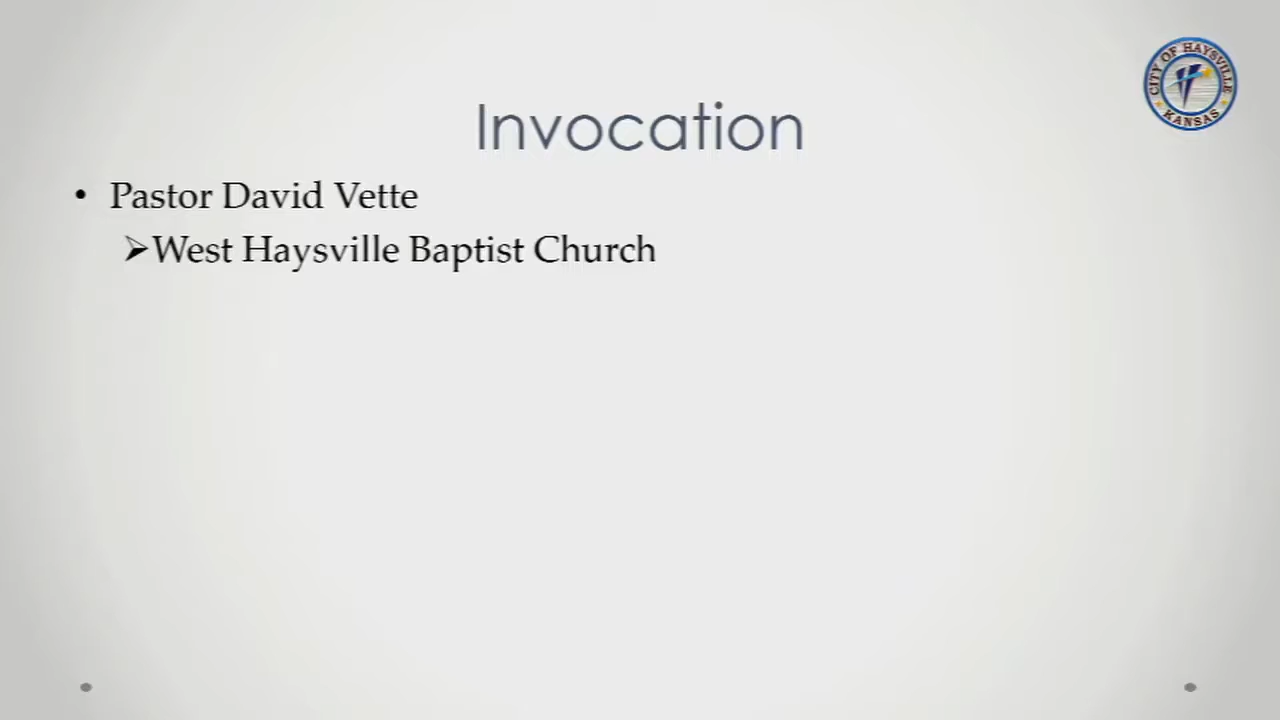 CITY OF HAYSVILLE
KANSAS
Invocation
• Pastor David Vette
➢West Haysville Baptist Church